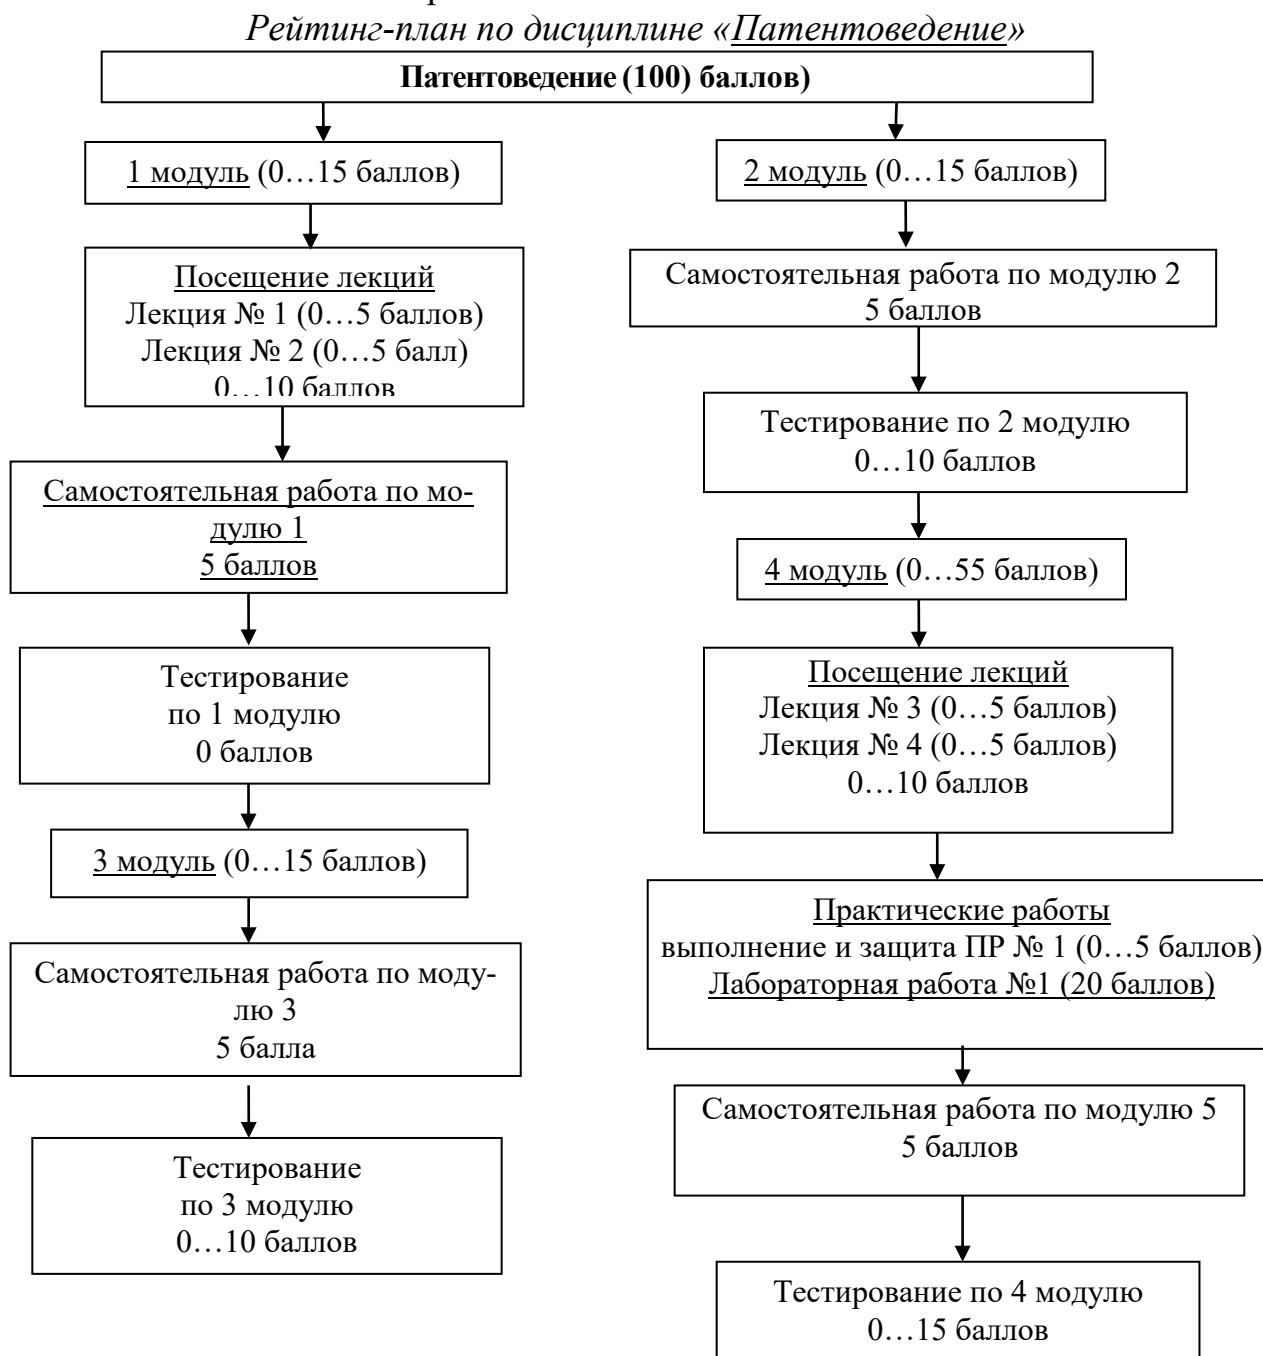 Рейтинг-план по дисциплине «Патентоведение»
Патентоведение (100) баллов)
1 модуль (0…15 баллов)
Посещение лекций
Лекция № 1 (0…5 баллов)
Лекция № 2 (0…5 балл)
0…10 баллов
Самостоятельная работа по мо-
дулю 1
5 баллов
Тестирование
по 1 модулю
0 баллов
3 модуль (0…15 баллов)
Самостоятельная работа по моду-
лю 3
5 балла
Тестирование
по 3 модулю
0…10 баллов
2 модуль (0…15 баллов)
Самостоятельная работа по модулю 2
5 баллов
Тестирование по 2 модулю
0…10 баллов
4 модуль (0…55 баллов)
Посещение лекций
Лекция № 3 (0…5 баллов)
Лекция № 4 (0…5 баллов)
0…10 баллов
Практические работы
выполнение и защита ПР № 1 (0…5 баллов)
Лабораторная работа №1 (20 баллов)
Самостоятельная работа по модулю 5
5 баллов
Тестирование по 4 модулю
0…15 баллов